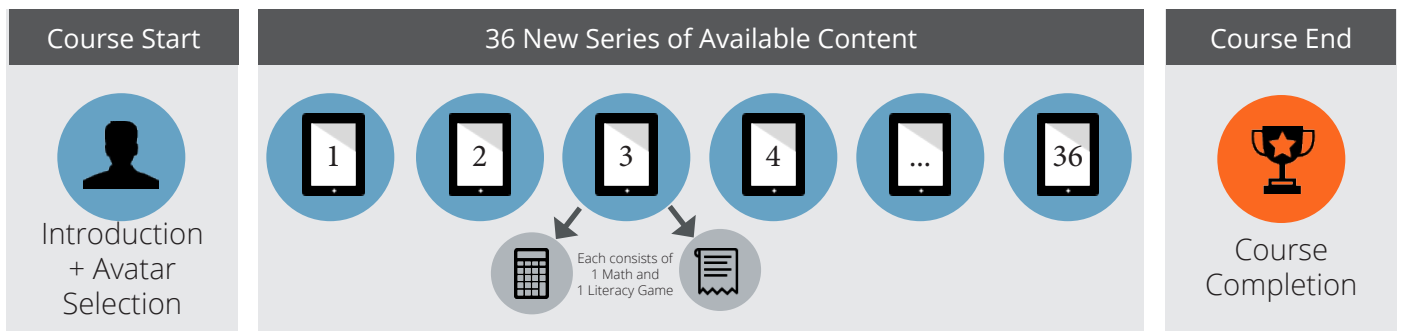 Course Start
36 New Series of Available Content
Course End
1
2
3
4
...
36
Introduction
+ Avatar
Selection
Each consists of
1 Math and
1 Literacy Game
Course
Completion